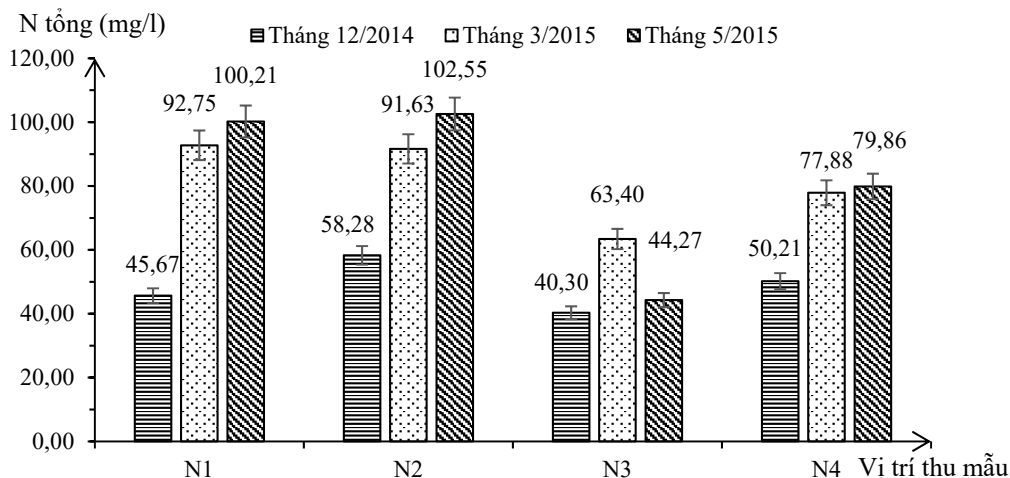 N tổng (mg/l)
Tháng 12/2014 Tháng 3/2015 Tháng 5/2015
120,00
100,00
80,00
60,00
40,00
20,00
0,00
45,67 92,75 100,21
58,28 91,63 102,55
40,30 63,40 44,27
50,21 77,88 79,86
N1 N2 N3 N4 Vị trí thu mẫu